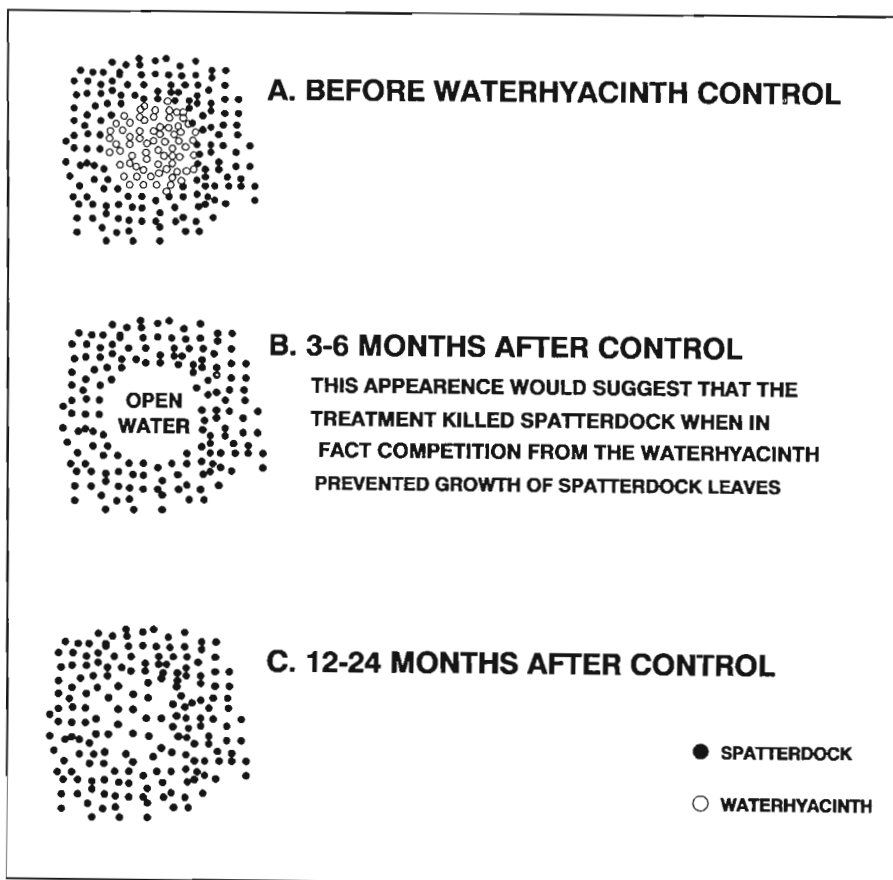 A. BEFORE WATERHYACINTH CONTROL
B. 3-6 MONTHS AFTER CONTROL
THIS APPEARENCE WOULD SUGGEST THAT THE
TREATMENT KILLED SPATTERDOCK WHEN IN
FACT COMPETITION FROM THE WATERHYACINTH
PREVENTED GROWTH OF SPATTERDOCK LEAVES
OPEN
WATER
C. 12-24 MONTHS AFTER CONTROL
SPATTERDOCK
WATERHYACINTH